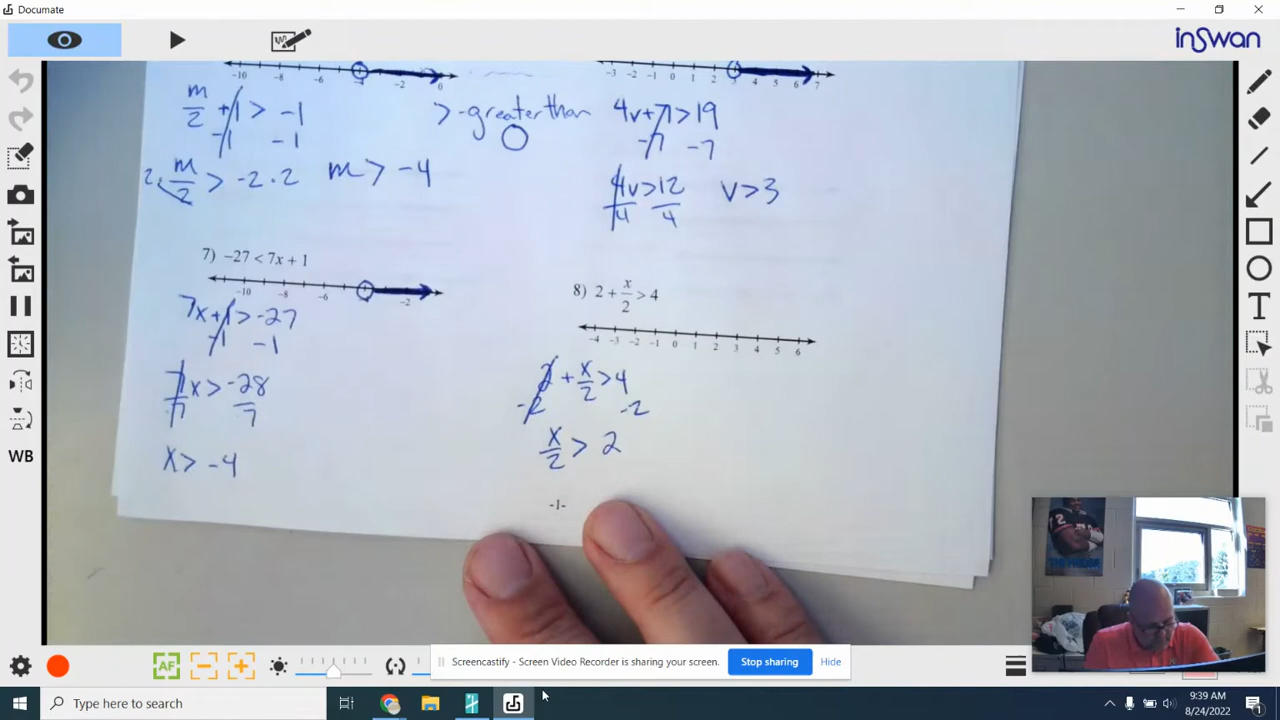 Documate
inSwan
-10 -8 -6 -2 0
-3 -2 -1 0 1 2 4 5 6 7
m/2 + 1 > -1
-1 -1
> -greater than
2 · m/2 > -2 · 2 m > -4
4v+7>19
-7 -7
4v>12 v>3
4 4
7) −27 < 7x + 1
-10 -8 -6 -2
7x+1>-27
-1 -1
7x > -28
7 7
x > -4
8) 2 + x/2 > 4
-4 -3 -2 -1 0 1 2 3 4 5 6
2 + x/2 > 4
-2 -2
x/2 > 2
-1-
WB
T
AF
Screencastify - Screen Video Recorder is sharing your screen.
Stop sharing
Hide
Type here to search
9:39 AM
8/24/2022
1